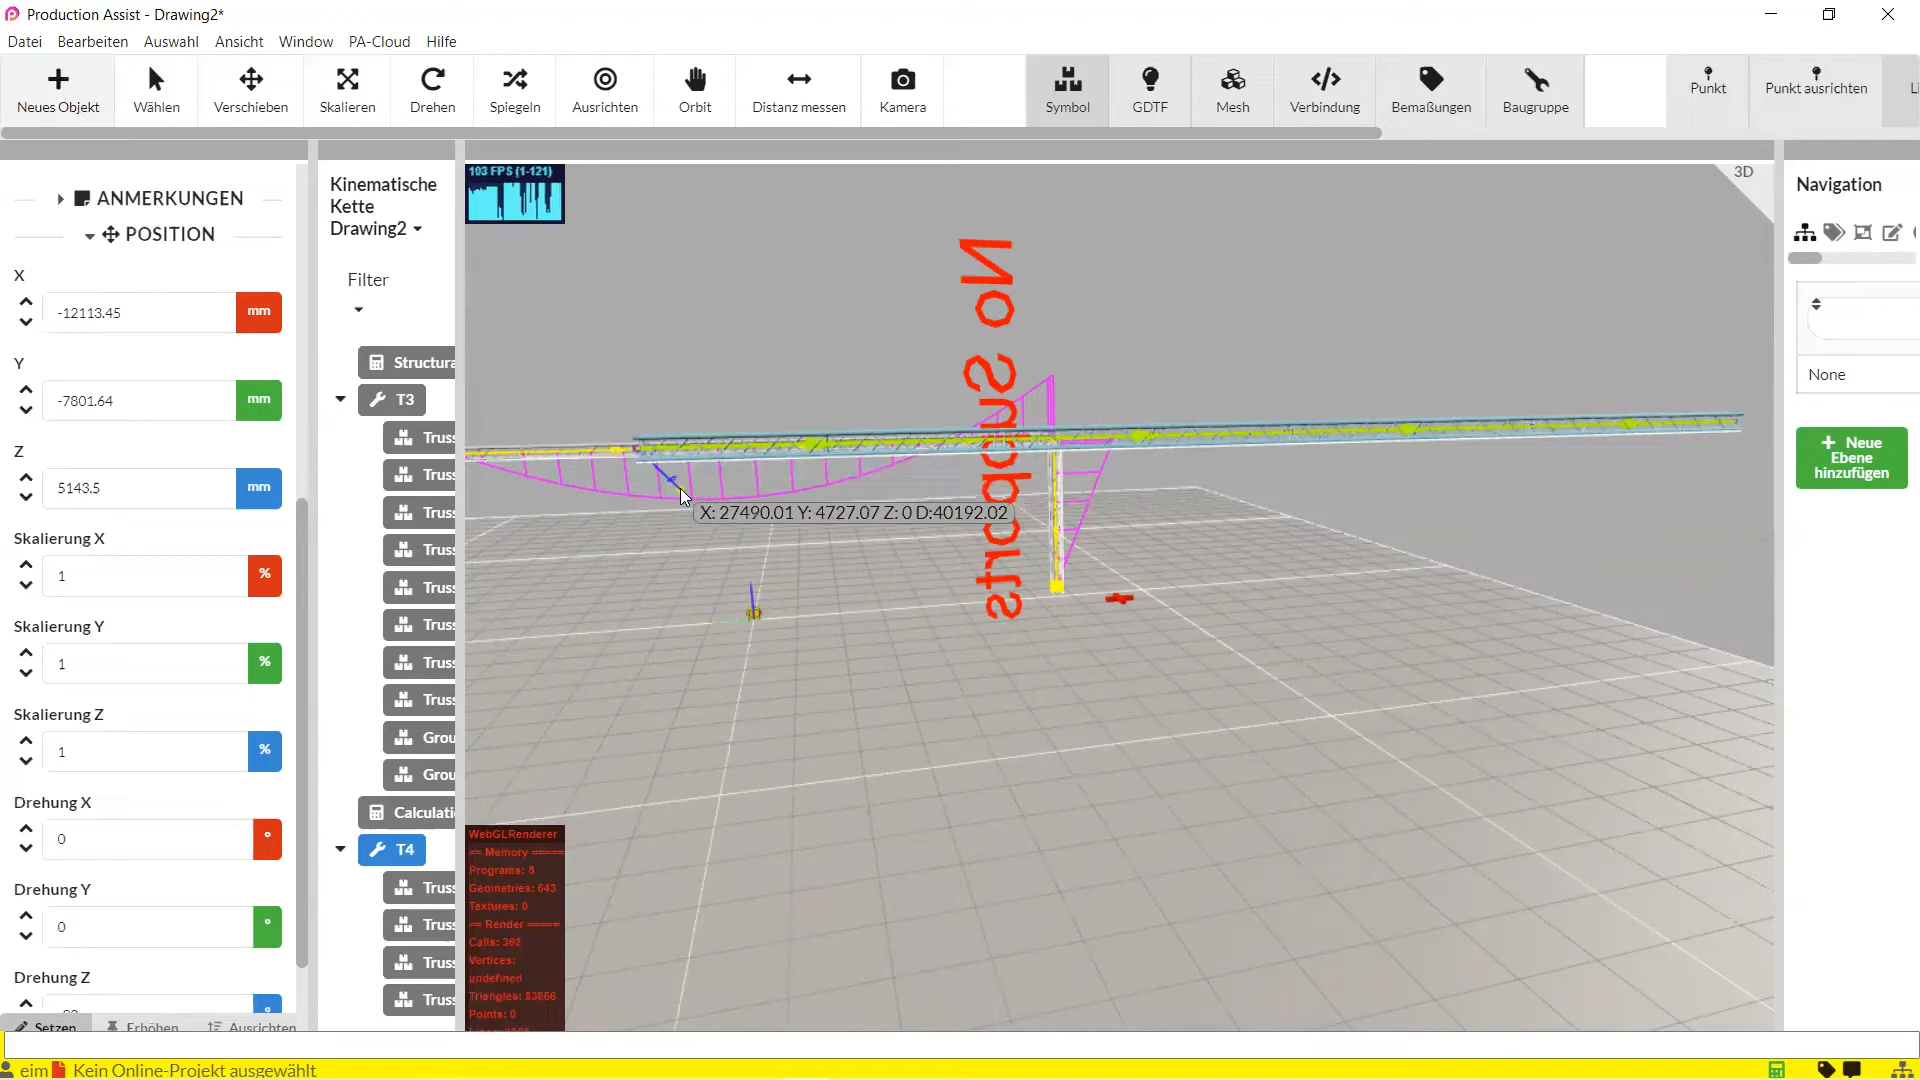 Production Assist - Drawing2*
Datei Bearbeiten Auswahl Ansicht Window PA-Cloud Hilfe
Neues Objekt Wählen Verschieben Skalieren Drehen Spiegeln Ausrichten Orbit Distanz messen Kamera Symbol GDTF Mesh Verbindung Bemaßungen Baugruppe Punkt Punkt ausrichten Li
ANMERKUNGEN
POSITION
X
-12113.45 mm
Y
-7801.64 mm
Z
5143.5 mm
Skalierung X
1 %
Skalierung Y
1 %
Skalierung Z
1 %
Drehung X
0 °
Drehung Y
0 °
Drehung Z
Setzen Erhöhen Ausrichten
Kinematische
Kette
Drawing2
Filter
Structura
T3
Truss
Truss
Truss
Truss
Truss
Truss
Truss
Truss
Grou
Grou
Calculati
T4
Truss
Truss
Truss
Truss
103 FPS (1-121)
3D
No Supports
X: 27490.01 Y: 4727.07 Z: 0 D:40192.02
WebGLRenderer
== Memory =====
Programs: 8
Geometries: 643
Textures: 0
== Render =====
Vertices:
undefined
Points: 0
Navigation
None
Neue
Ebene
hinzufügen
eim Kein Online-Projekt ausgewählt